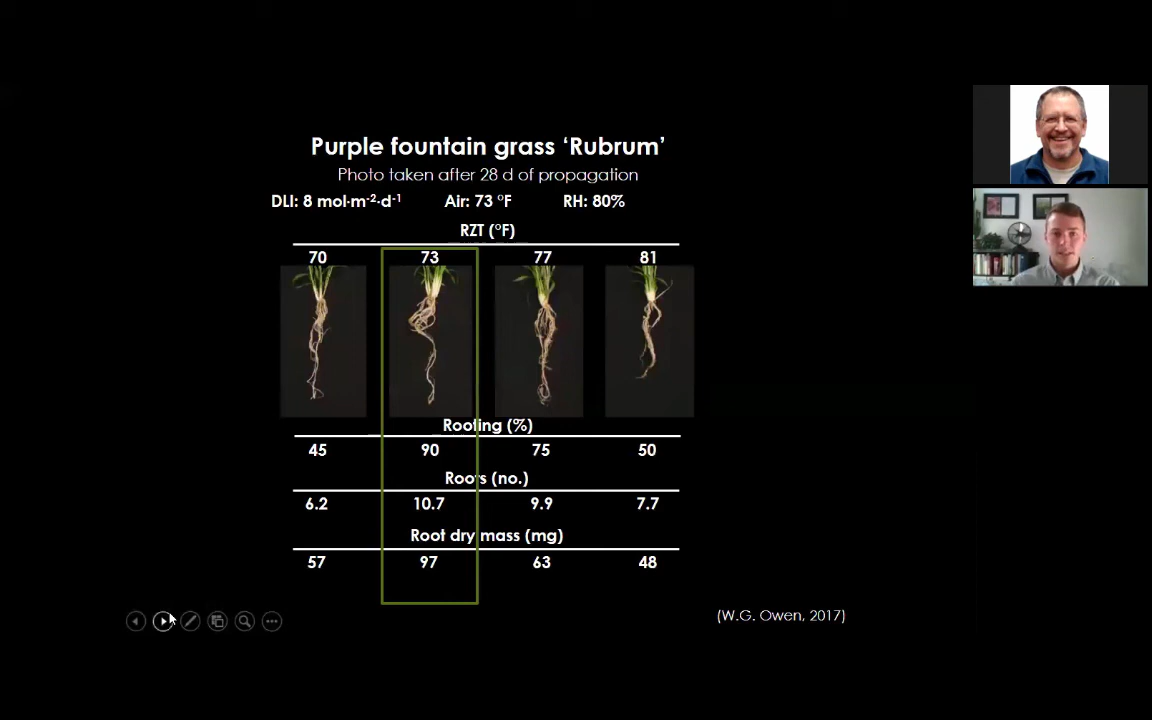 Purple fountain grass ‘Rubrum’
Photo taken after 28 d of propagation
DLI: 8 mol·m-2·d-1 Air: 73 °F RH: 80%
RZT (°F)
70 73 77 81
Rooting (%)
45 90 75 50
Roots (no.)
6.2 10.7 9.9 7.7
Root dry mass (mg)
57 97 63 48
(W.G. Owen, 2017)